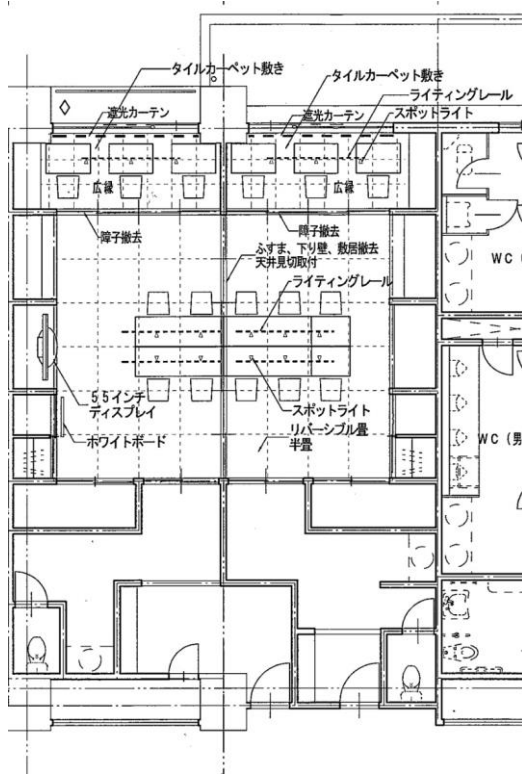 タイルカーペット敷き
タイルカーペット敷き
ライティングレール
遮光カーテン
遮光カーテン
スポットライト
広縁
広縁
障子撤去
障子撤去
ふすま、下り壁、敷居撤去
天井見切取付
WC
ライティングレール
55インチ
ディスプレイ
スポットライト
ホワイトボード
リバーシブル畳
半畳
WC（男